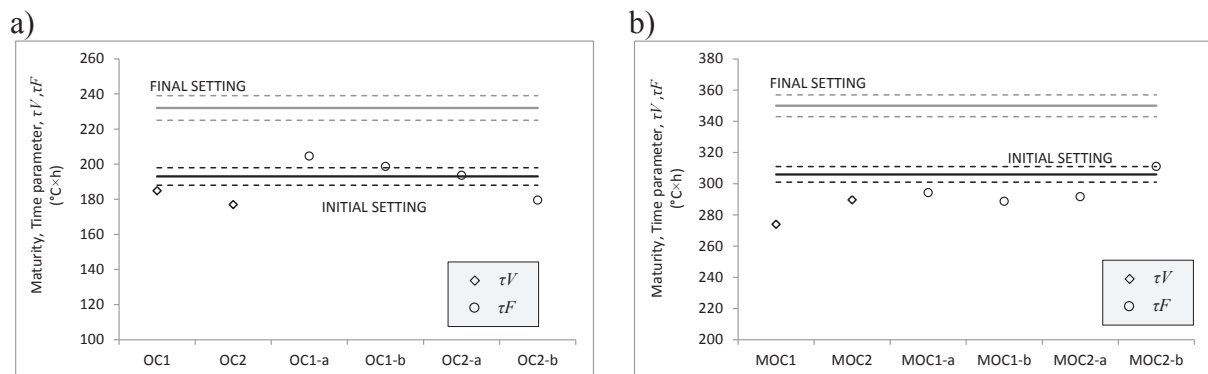 a)
Maturity, Time parameter, τV ,τF
(°C×h)
260
240
220
200
180
160
140
120
100
FINAL SETTING
INITIAL SETTING
τV
τF
OC1 OC2 OC1-a OC1-b OC2-a OC2-b
b)
Maturity, Time parameter, τV ,τF
(°C×h)
380
360
340
320
300
280
260
240
220
200
FINAL SETTING
INITIAL SETTING
τV
τF
MOC1 MOC2 MOC1-a MOC1-b MOC2-a MOC2-b